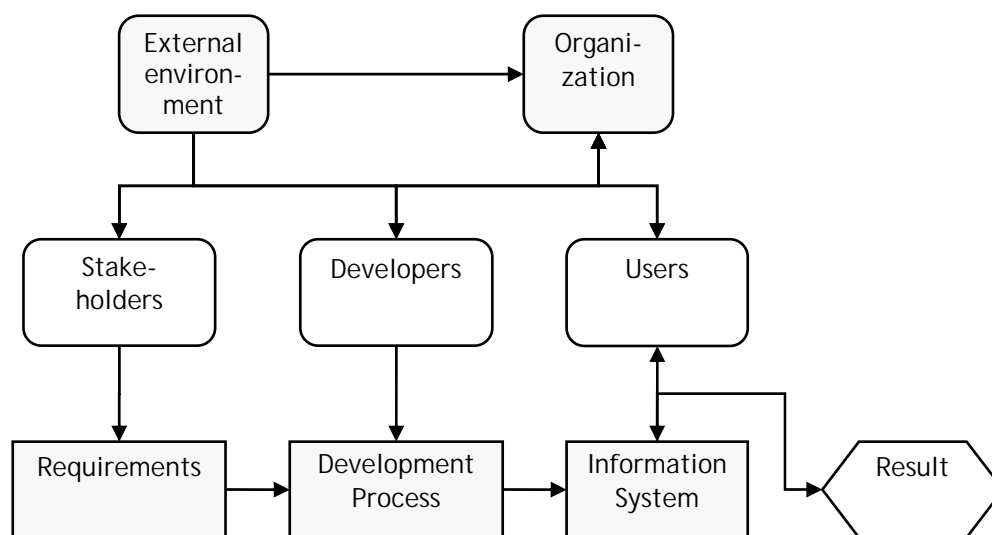 External
environ-
ment
Organi-
zation
Stake-
holders
Developers
Users
Requirements
Development
Process
Information
System
Result